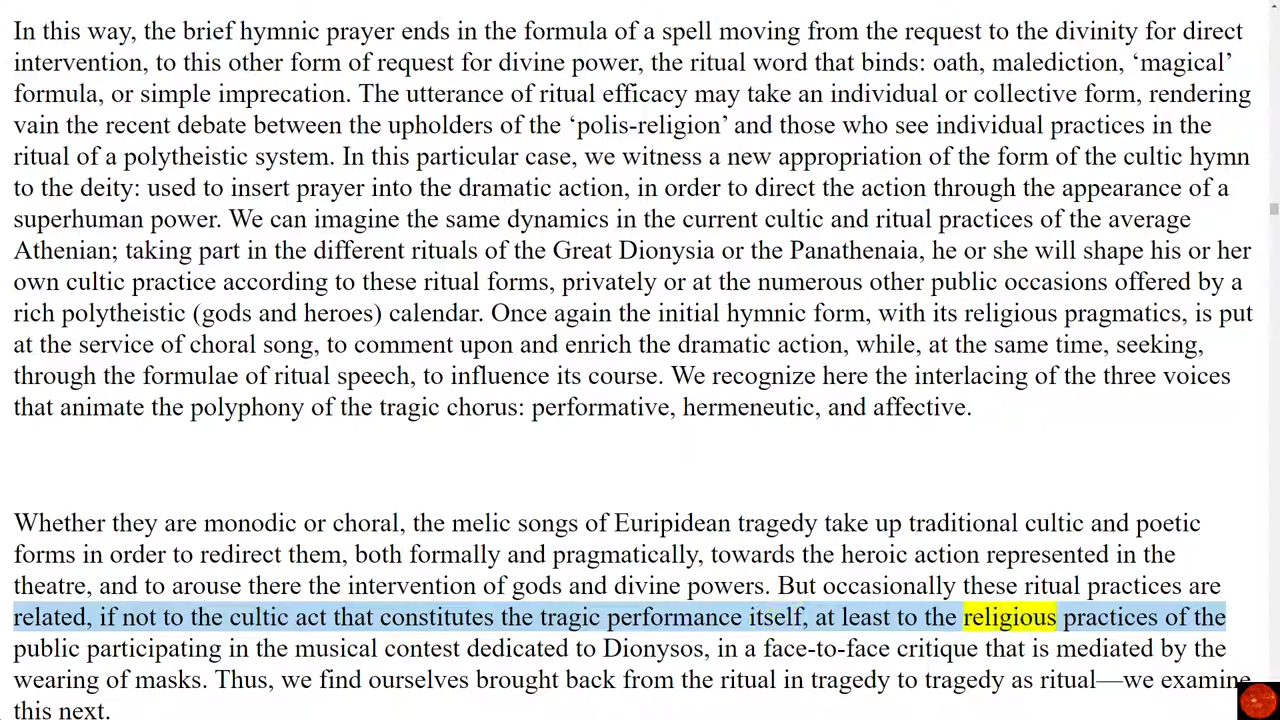 In this way, the brief hymnic prayer ends in the formula of a spell moving from the request to the divinity for direct
intervention, to this other form of request for divine power, the ritual word that binds: oath, malediction, ‘magical’
formula, or simple imprecation. The utterance of ritual efficacy may take an individual or collective form, rendering
vain the recent debate between the upholders of the ‘polis-religion’ and those who see individual practices in the
ritual of a polytheistic system. In this particular case, we witness a new appropriation of the form of the cultic hymn
to the deity: used to insert prayer into the dramatic action, in order to direct the action through the appearance of a
superhuman power. We can imagine the same dynamics in the current cultic and ritual practices of the average
Athenian; taking part in the different rituals of the Great Dionysia or the Panathenaia, he or she will shape his or her
own cultic practice according to these ritual forms, privately or at the numerous other public occasions offered by a
rich polytheistic (gods and heroes) calendar. Once again the initial hymnic form, with its religious pragmatics, is put
at the service of choral song, to comment upon and enrich the dramatic action, while, at the same time, seeking,
through the formulae of ritual speech, to influence its course. We recognize here the interlacing of the three voices
that animate the polyphony of the tragic chorus: performative, hermeneutic, and affective.
Whether they are monodic or choral, the melic songs of Euripidean tragedy take up traditional cultic and poetic
forms in order to redirect them, both formally and pragmatically, towards the heroic action represented in the
theatre, and to arouse there the intervention of gods and divine powers. But occasionally these ritual practices are
related, if not to the cultic act that constitutes the tragic performance itself, at least to the religious practices of the
public participating in the musical contest dedicated to Dionysos, in a face-to-face critique that is mediated by the
wearing of masks. Thus, we find ourselves brought back from the ritual in tragedy to tragedy as ritual—we examine
this next.